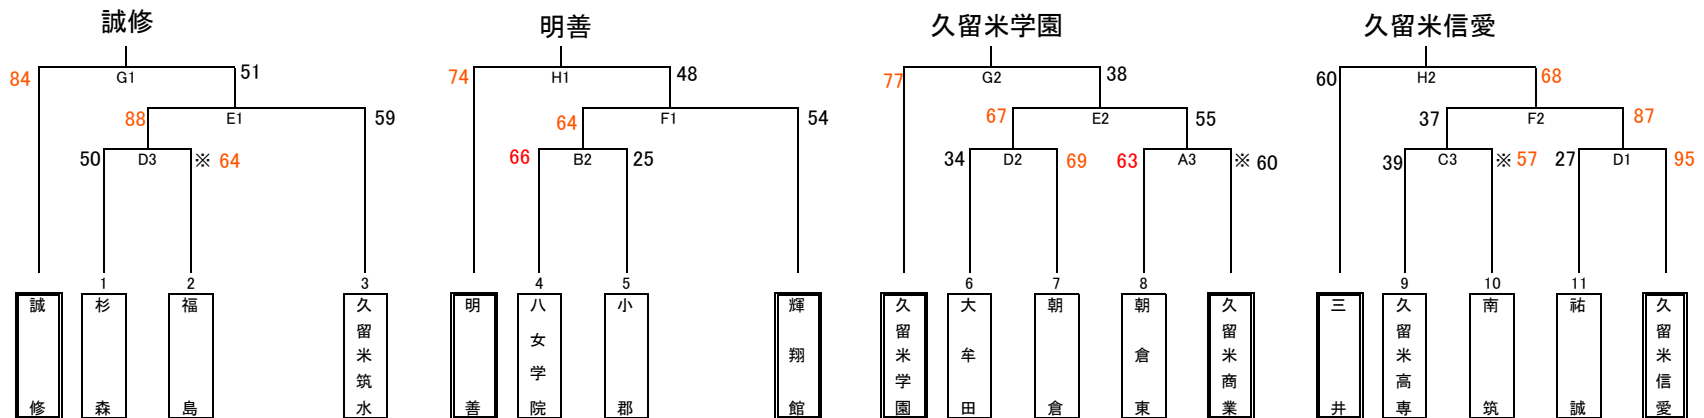 誠修 明善 久留米学園 久留米信愛
84 G1 51 74 H1 48 77 G2 38 60 H2 68
88 E1 59 64 F1 54 67 E2 55 37 F2 87
50 D3 ※ 64 66 B2 25 34 D2 69 63 A3 ※ 60 39 C3 ※ 57 27 D1 95
1 2 3 4 5 6 7 8 9 10 11
誠修
杉森
福島
久留米筑水
明善
八女学院
小郡
輝翔館
久留米学園
大牟田
朝倉
朝倉東
久留米商業
三井
久留米高専
南筑
祐誠
久留米信愛